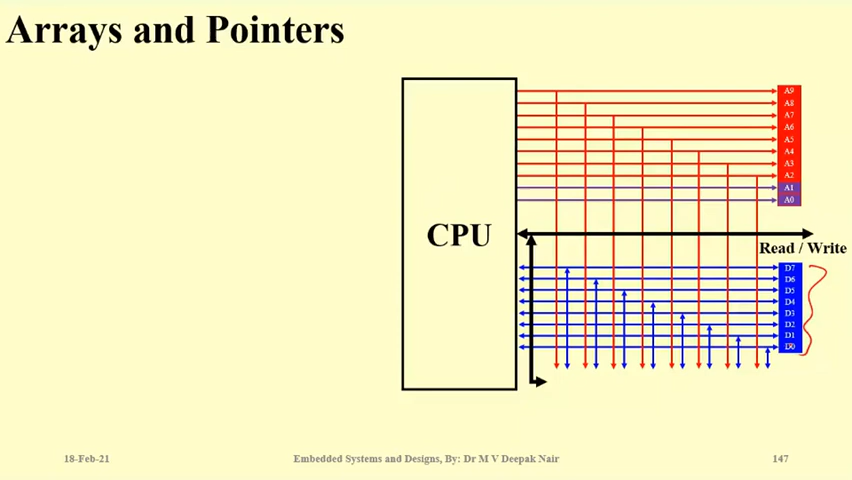 Arrays and Pointers
A9
A8
A7
A6
A5
A4
A3
A2
A1
A0
CPU
Read / Write
D7
D6
D5
D4
D3
D2
D1
D0
18-Feb-21
Embedded Systems and Designs, By: Dr M V Deepak Nair
147